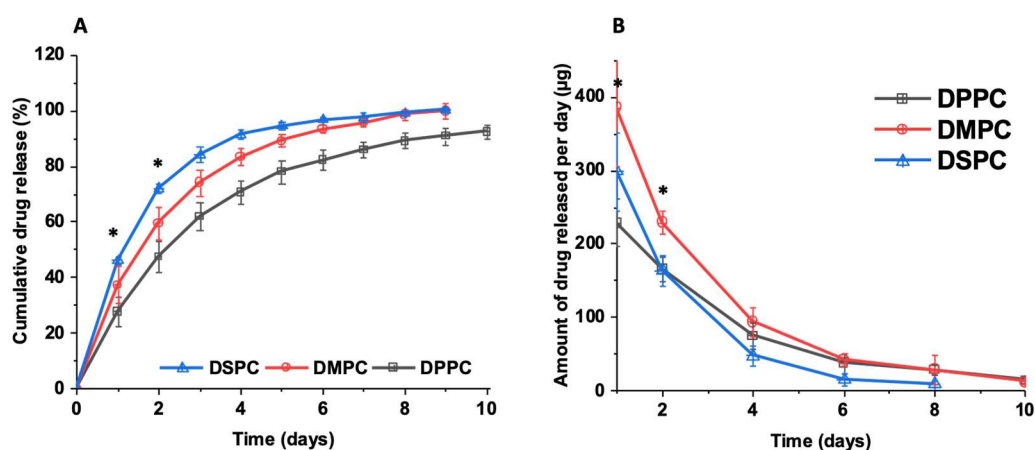 A
Cumulative drug release (%)
120
100
80
60
40
20
0
*
*
DSPC DMPC DPPC
0 2 4 6 8 10
Time (days)
B
Amount of drug released per day (µg)
400
300
200
100
0
*
*
DPPC
DMPC
DSPC
2 4 6 8 10
Time (days)